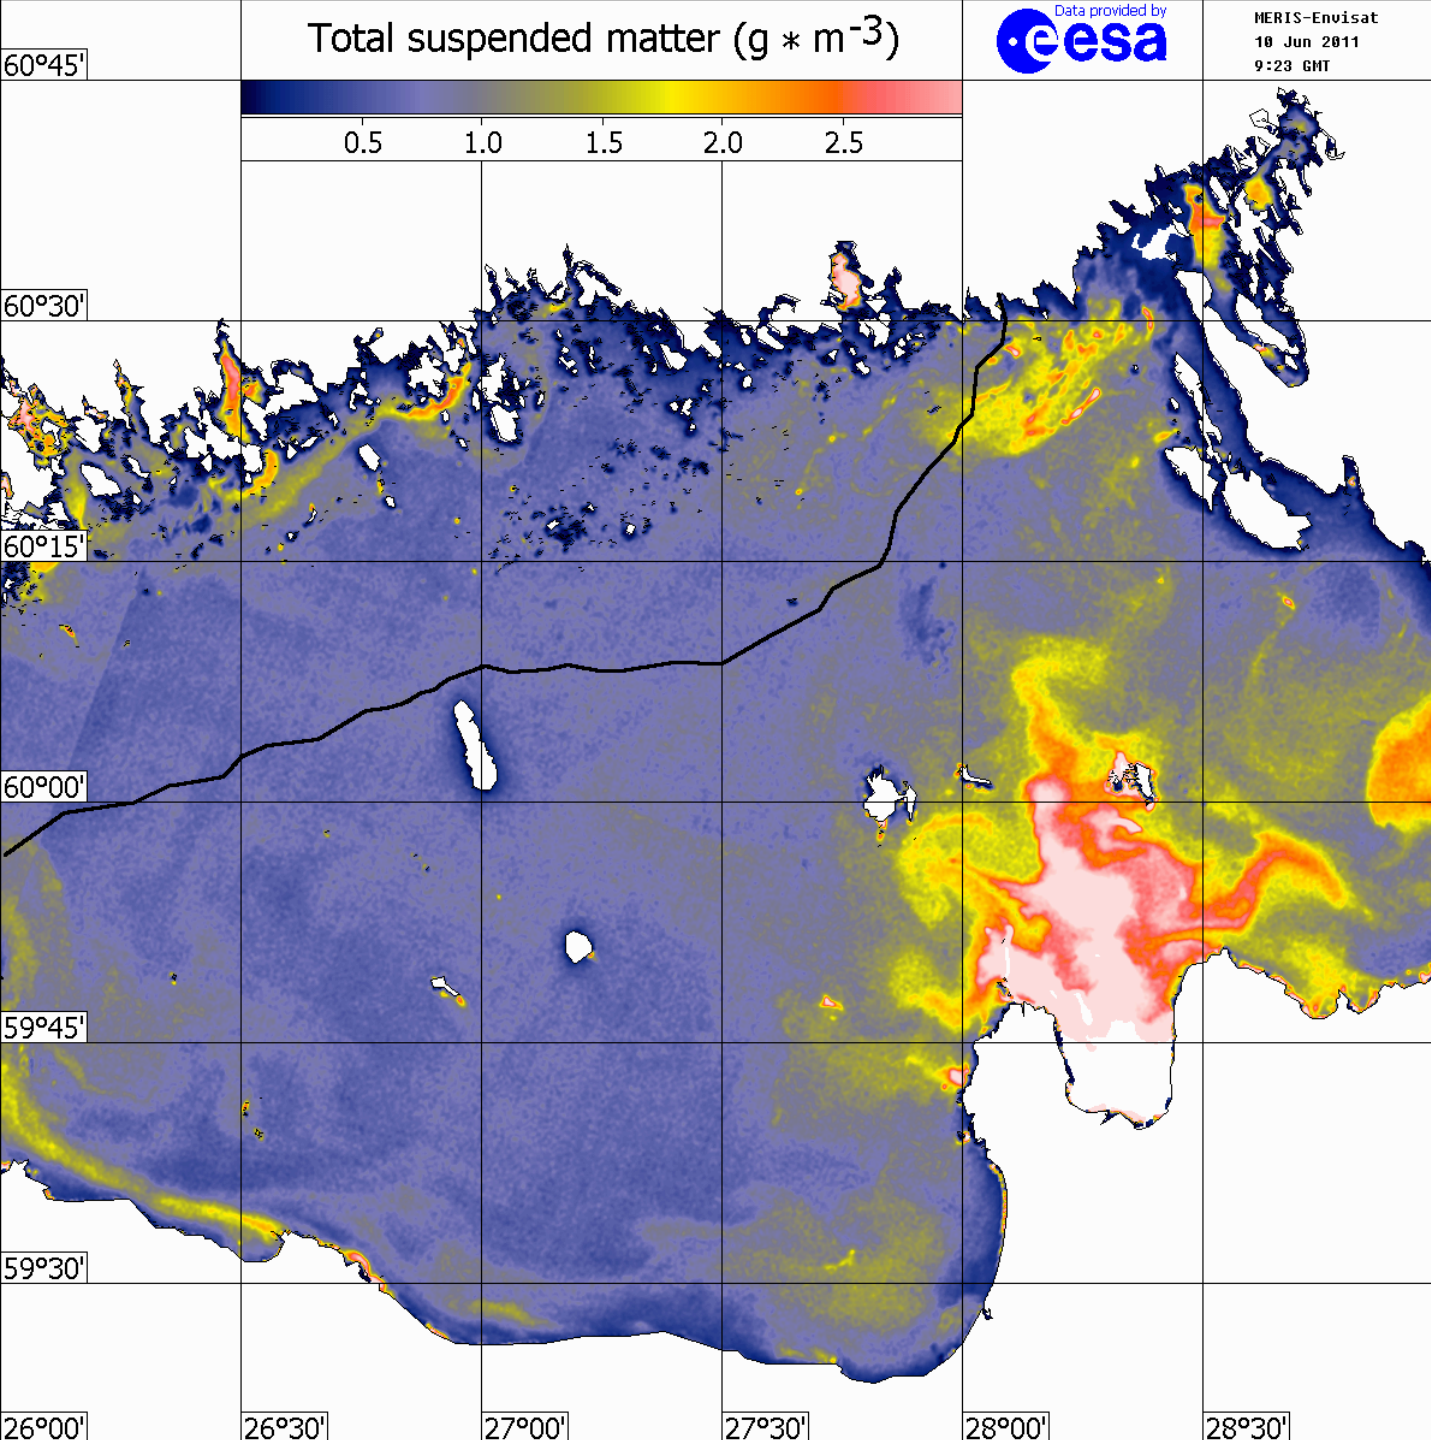 Total suspended matter (g * m-3)
Data provided by
esa
MERIS-Envisat
10 Jun 2011
9:23 GMT
0.5 1.0 1.5 2.0 2.5
60°45'
60°30'
60°15'
60°00'
59°45'
59°30'
26°00' 26°30' 27°00' 27°30' 28°00' 28°30'